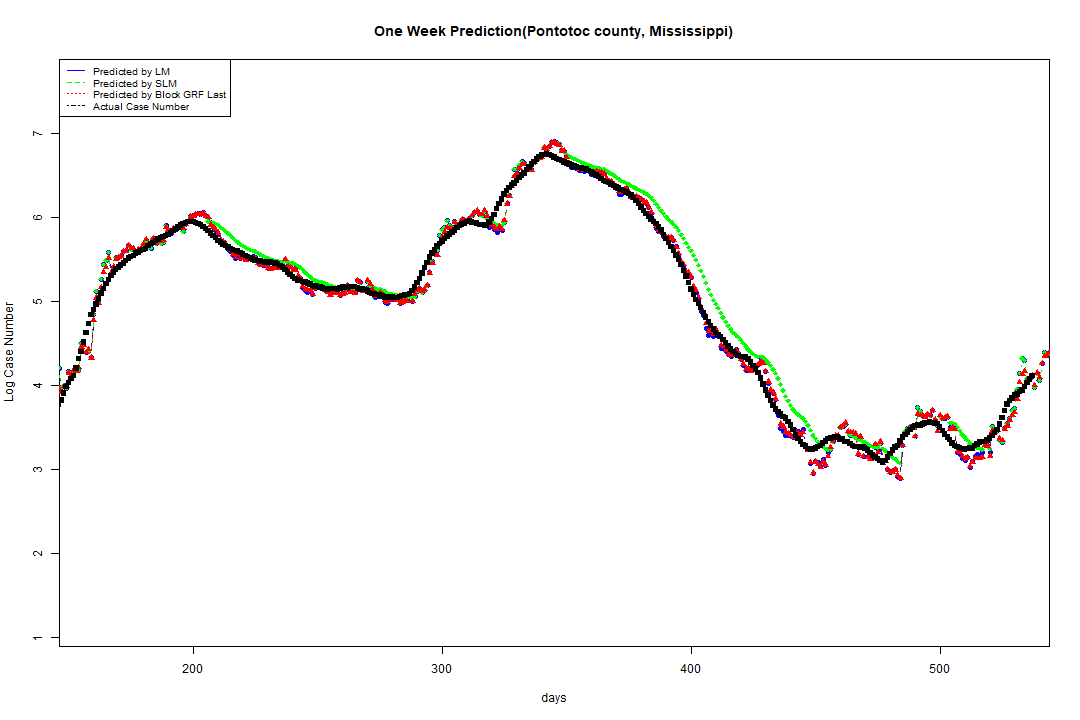 One Week Prediction(Pontotoc county, Mississippi)
Predicted by LM
Predicted by SLM
Predicted by Block GRF Last
Actual Case Number
7
6
5
4
3
2
1
Log Case Number
200 300 400 500
days